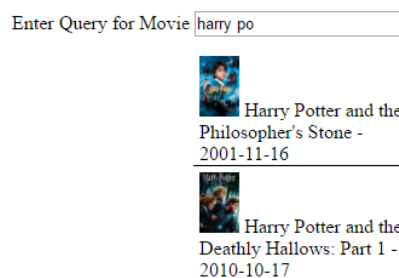 Enter Query for Movie harry po
Harry Potter and the
Philosopher's Stone -
2001-11-16
Harry Potter and the
Deathly Hallows: Part 1 -
2010-10-17